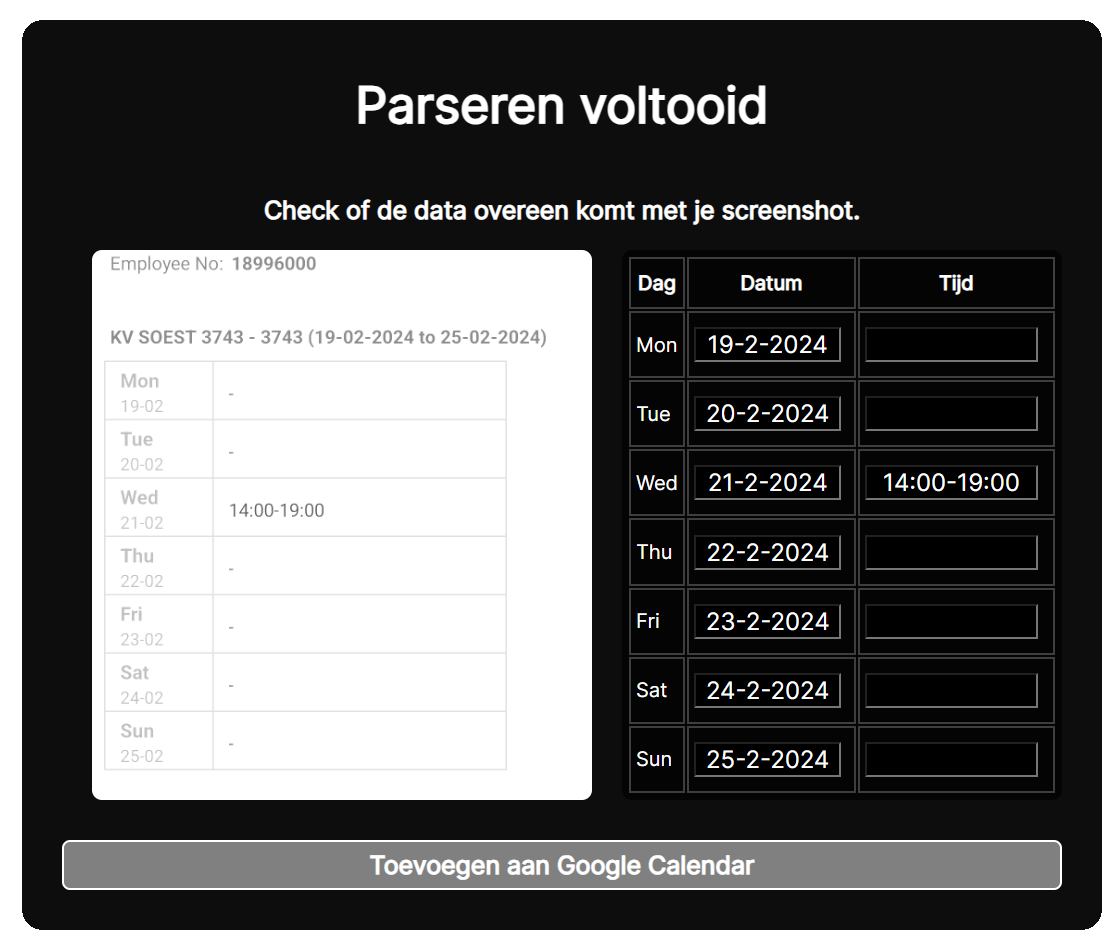 Parseren voltooid
Check of de data overeen komt met je screenshot.
Employee No: 18996000
KV SOEST 3743 - 3743 (19-02-2024 to 25-02-2024)
Mon
19-02
-
Tue
20-02
-
Wed
21-02
14:00-19:00
Thu
22-02
-
Fri
23-02
-
Sat
24-02
-
Sun
25-02
-
Dag Datum Tijd
Mon 19-2-2024
Tue 20-2-2024
Wed 21-2-2024 14:00-19:00
Thu 22-2-2024
Fri 23-2-2024
Sat 24-2-2024
Sun 25-2-2024
Toevoegen aan Google Calendar